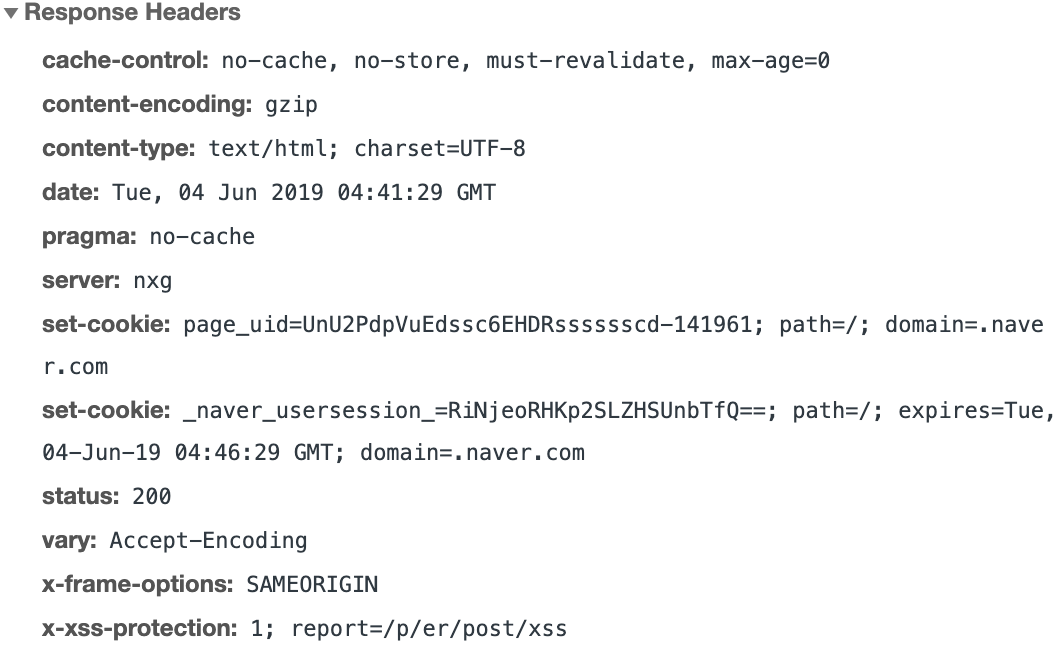 Response Headers
cache-control: no-cache, no-store, must-revalidate, max-age=0
content-encoding: gzip
content-type: text/html; charset=UTF-8
date: Tue, 04 Jun 2019 04:41:29 GMT
pragma: no-cache
server: nxg
set-cookie: page_uid=UnU2PdpVuEdssc6EHDRsssssscd-141961; path=/; domain=.nave
r.com
set-cookie: _naver_usersession_=RiNjeoRHKp2SLZHSUnbTfQ==; path=/; expires=Tue,
04-Jun-19 04:46:29 GMT; domain=.naver.com
status: 200
vary: Accept-Encoding
x-frame-options: SAMEORIGIN
x-xss-protection: 1; report=/p/er/post/xss